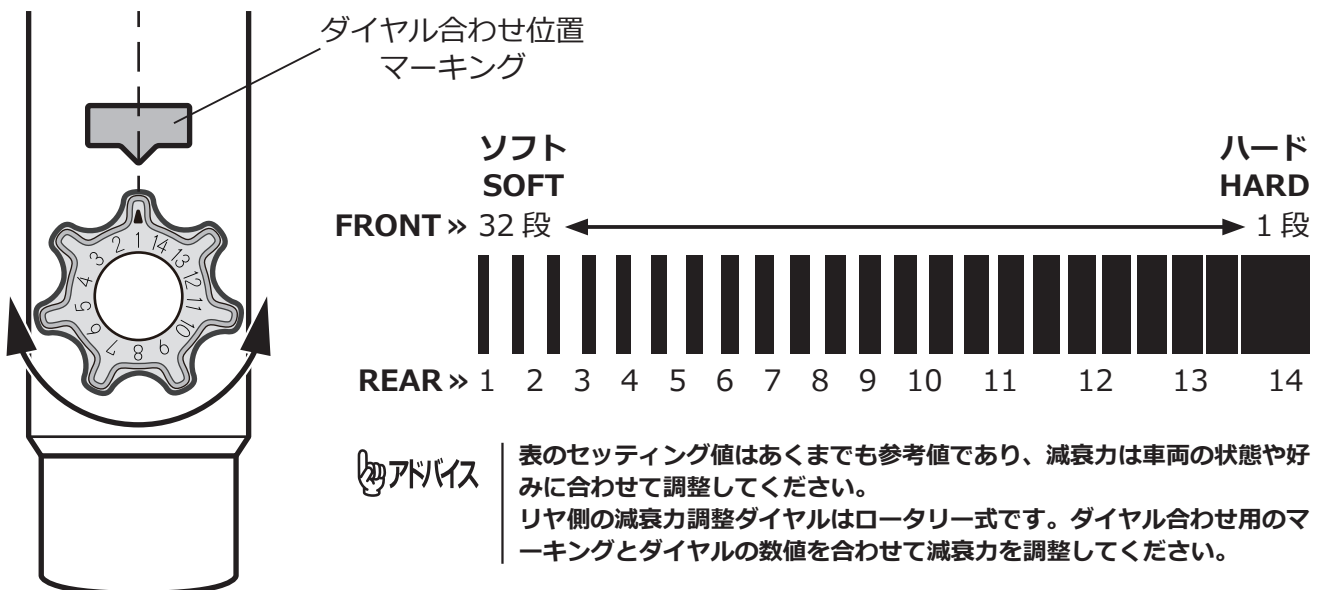 ダイヤル合わせ位置
マーキング
ソフト
SOFT
ハード
HARD
FRONT » 32 段
1 段
1 2 3 4 5 6 7 8 9 10 11 12 13 14
REAR » 1 2 3 4 5 6 7 8 9 10 11 12 13 14
アドバイス
表のセッティング値はあくまでも参考値であり、減衰力は車両の状態や好
みに合わせて調整してください。
リヤ側の減衰力調整ダイヤルはロータリー式です。ダイヤル合わせ用のマ
ーキングとダイヤルの数値を合わせて減衰力を調整してください。